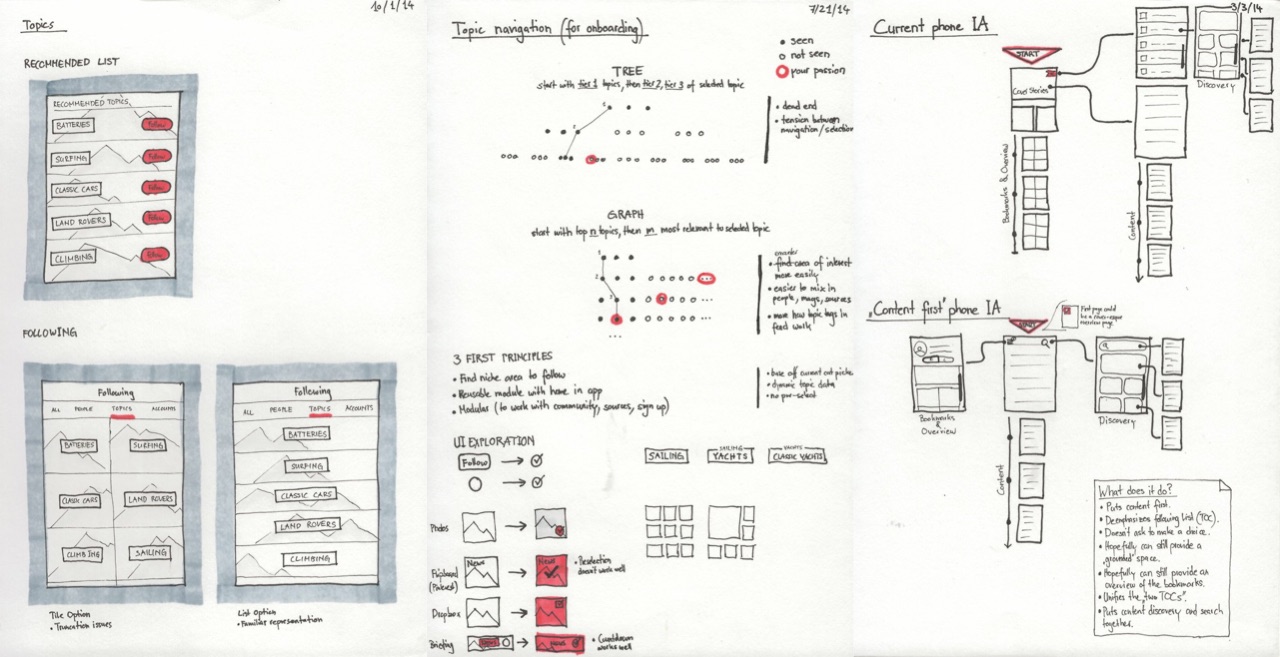 10/1/14
Topics
RECOMMENDED LIST
RECOMMENDED TOPICS
BATTERIES
Follow
SURFING
Follow
CLASSIC CARS
Follow
LAND ROVERS
Follow
CLIMBING
Follow
FOLLOWING
Following
ALL PEOPLE TOPICS ACCOUNTS
BATTERIES
SURFING
CLASSIC CARS
LAND ROVERS
CLIMBING
SAILING
Tile Option
• Truncation issues
Following
ALL PEOPLE TOPICS ACCOUNTS
BATTERIES
SURFING
CLASSIC CARS
LAND ROVERS
CLIMBING
List Option
• Familiar representation
7/21/14
Topic navigation (for onboarding)
seen
not seen
your passion
TREE
start with tier 1 topics, then tier 2, tier 3 of selected topic
• dead end
• tension between
navigation/selection
GRAPH
start with top n topics, then m most relevant to selected topic
• find area of interest
more easily
• easier to mix in
people, mags, sources
• more how topic tags in
feed work
3 FIRST PRINCIPLES
• Find niche area to follow
• Reusable module with home in app
• Modular (to work with community, sources, sign up)
• base off current
• dynamic topic data
• no pre-select
UI EXPLORATION
Follow
SAILING
SAILING
YACHTS
YACHTS
CLASSIC YACHTS
Photos
Flipboard
(Pinterest)
News
News
doesn't work well
Dropbox
Briefing
News
NEWS
works well
3/3/14
Current phone IA
START
Cover Stories
Discovery
Bookmarks & Overview
Content
"Content first" phone IA
START
First page could
be a
page.
Bookmarks
&
Overview
Discovery
Content
What does it do?
• Puts content first.
• Deemphasizes following list (TOC).
• Doesn't ask to make a choice.
• Hopefully can still provide a
"grounded" space.
• Hopefully can still provide an
overview of the bookmarks.
• Unifies the "two TOCs".
• Puts content discovery and search
together.